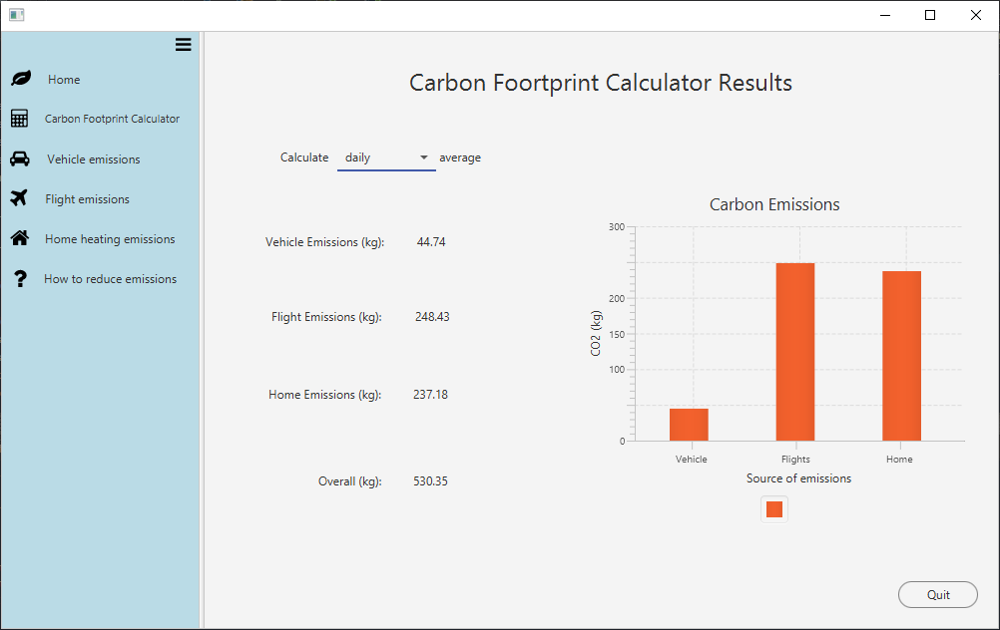 Home
Carbon Footprint Calculator
Vehicle emissions
Flight emissions
Home heating emissions
? How to reduce emissions
Carbon Foortprint Calculator Results
Calculate daily average
Vehicle Emissions (kg): 44.74
Flight Emissions (kg): 248.43
Home Emissions (kg): 237.18
Overall (kg): 530.35
Carbon Emissions
CO2 (kg)
300
200
150
100
0
Vehicle Flights Home
Source of emissions
Quit